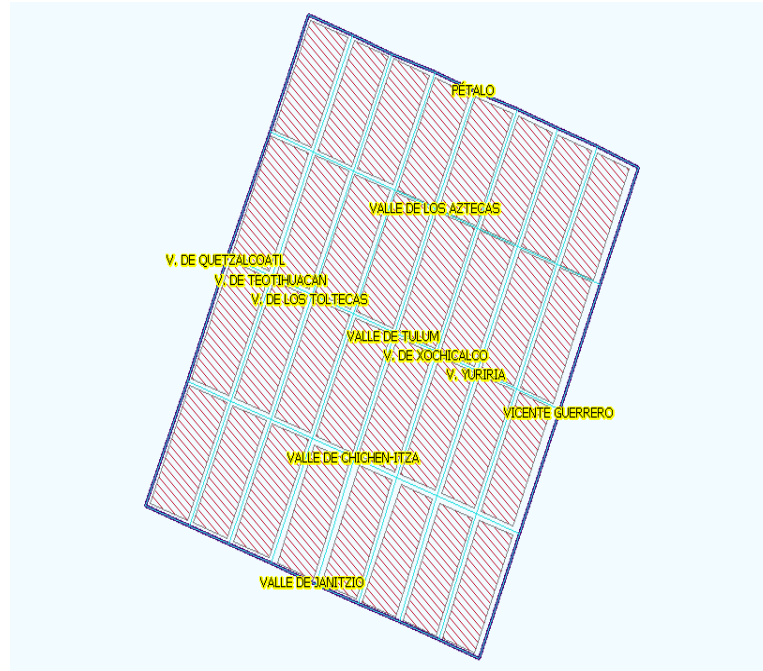 PÉTALO
VALLE DE LOS AZTECAS
V. DE QUETZALCOATL
V. DE TEOTIHUACAN
V. DE LOS TOLTECAS
VALLE DE TULUM
V. DE XOCHICALCO
V. YURIRIA
VICENTE GUERRERO
VALLE DE CHICHEN-ITZA
VALLE DE JANITZIO